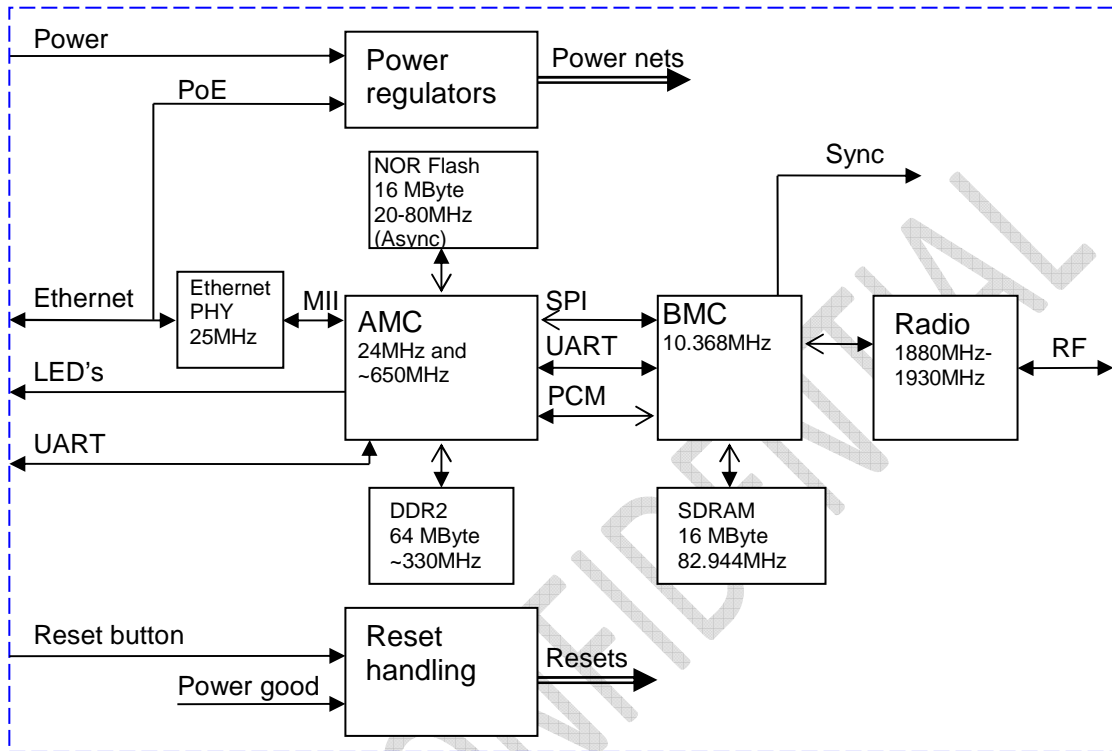 Power
PoE
Power
regulators
Power nets
NOR Flash
16 MByte
20-80MHz
(Async)
Sync
Ethernet
Ethernet
PHY
25MHz
MII
AMC
24MHz and
~650MHz
SPI
UART
PCM
BMC
10.368MHz
Radio
1880MHz-
1930MHz
RF
LED’s
UART
DDR2
64 MByte
~330MHz
SDRAM
16 MByte
82.944MHz
Reset button
Power good
Reset
handling
Resets
CONFIDENTIAL